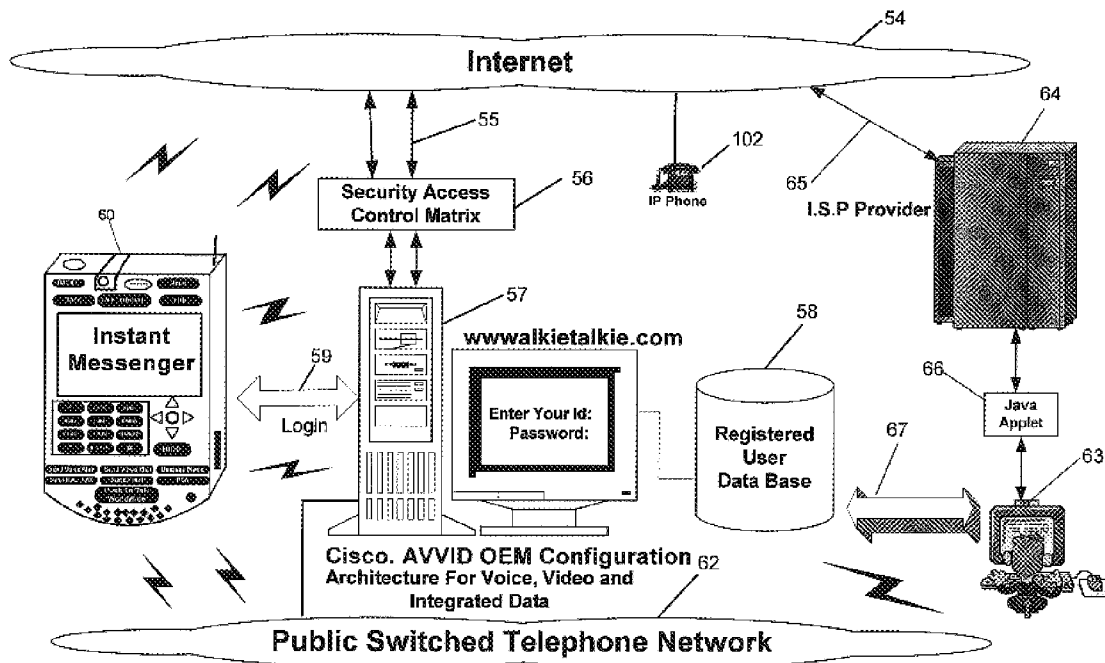 54
Internet
55
64
102
65
Security Access
Control Matrix
56
IP Phone
I.S.P Provider
60
57
wwwalkietalkie.com
58
Instant
Messenger
59
Login
Enter Your Id:
Password:
Registered
User
Data Base
66
Java
Applet
67
63
Cisco. AVVID OEM Configuration
Architecture For Voice, Video and
Integrated Data
62
Public Switched Telephone Network